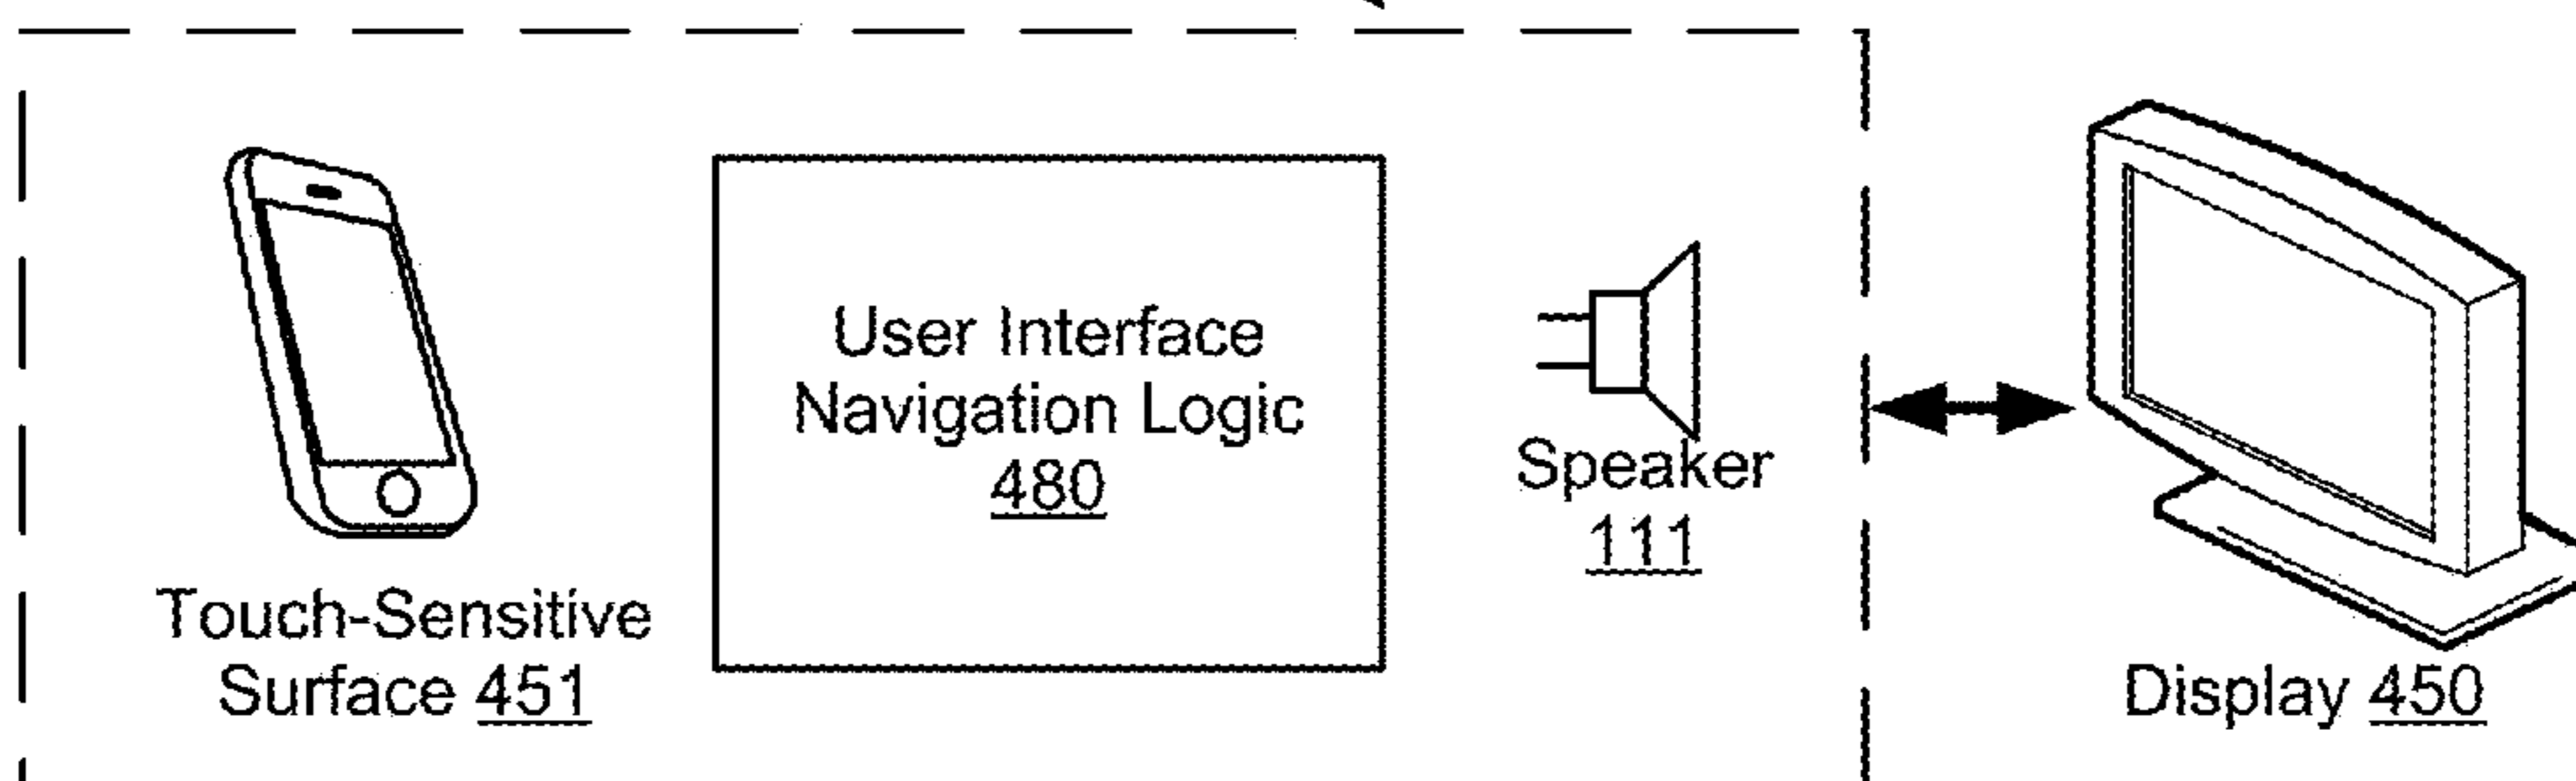 User Interface
Navigation Logic
480
Speaker
111
Touch-Sensitive
Surface 451
Display 450